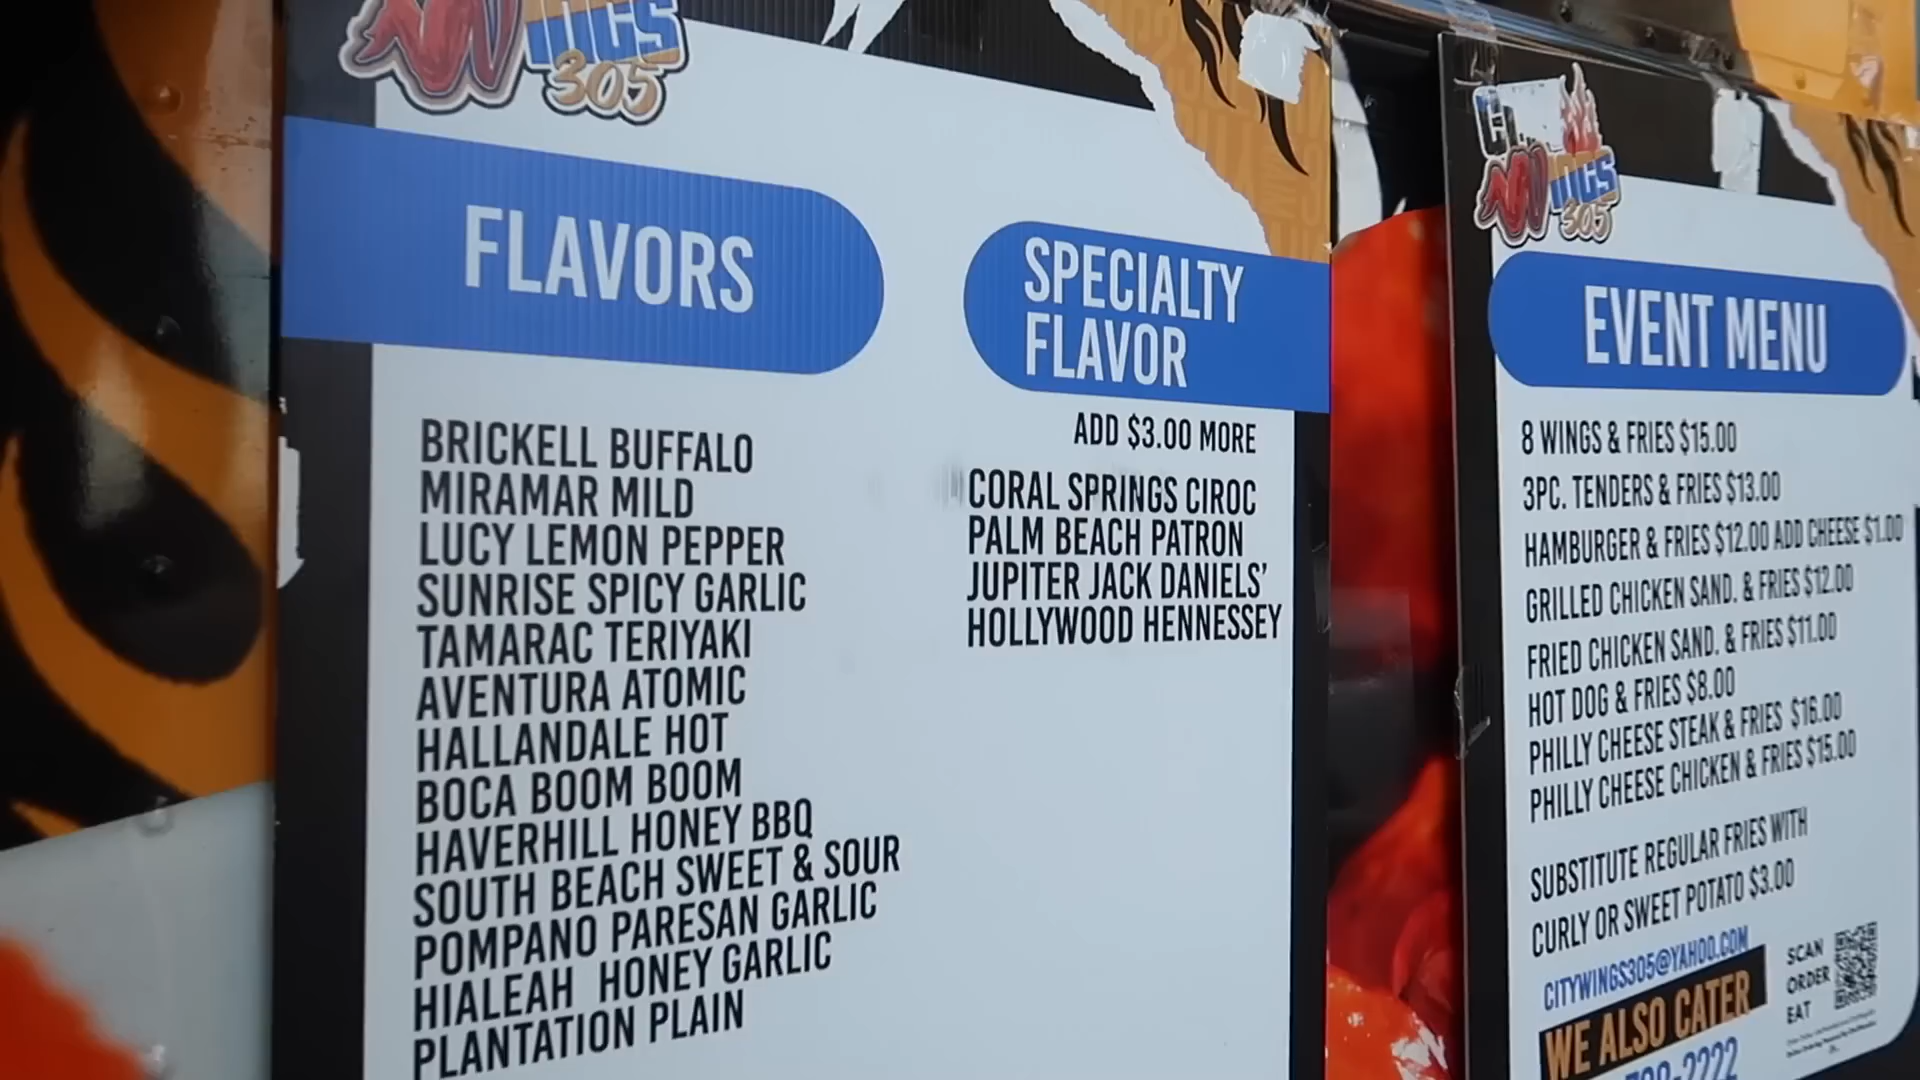 WINGS
305
FLAVORS
BRICKELL BUFFALO
MIRAMAR MILD
LUCY LEMON PEPPER
SUNRISE SPICY GARLIC
TAMARAC TERIYAKI
AVENTURA ATOMIC
HALLANDALE HOT
BOCA BOOM BOOM
HAVERHILL HONEY BBQ
SOUTH BEACH SWEET & SOUR
POMPANO PARESAN GARLIC
HIALEAH HONEY GARLIC
PLANTATION PLAIN
SPECIALTY
FLAVOR
ADD $3.00 MORE
CORAL SPRINGS CIROC
PALM BEACH PATRON
JUPITER JACK DANIELS'
HOLLYWOOD HENNESSEY
WINGS
305
EVENT MENU
8 WINGS & FRIES $15.00
3PC. TENDERS & FRIES $13.00
HAMBURGER & FRIES $12.00 ADD CHEESE $1.00
GRILLED CHICKEN SAND. & FRIES $12.00
FRIED CHICKEN SAND. & FRIES $11.00
HOT DOG & FRIES $8.00
PHILLY CHEESE STEAK & FRIES $16.00
PHILLY CHEESE CHICKEN & FRIES $15.00
SUBSTITUTE REGULAR FRIES WITH
CURLY OR SWEET POTATO $3.00
CITYWINGS305@YAHOO.COM
WE ALSO CATER
SCAN
ORDER
EAT